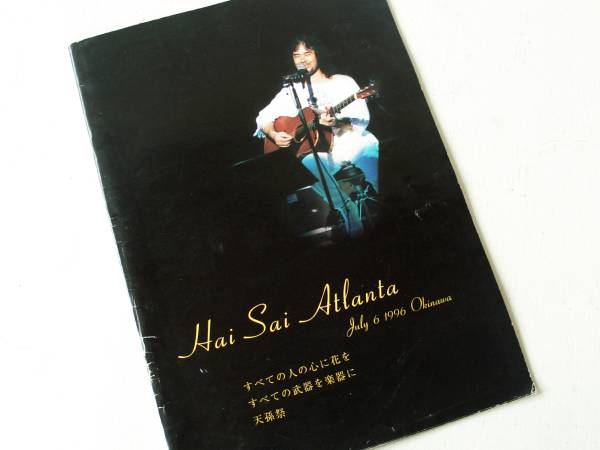 Hai Sai Atlanta
July 6 1996 Okinawa
すべての人の心に花を
すべての武器を楽器に
天孫祭